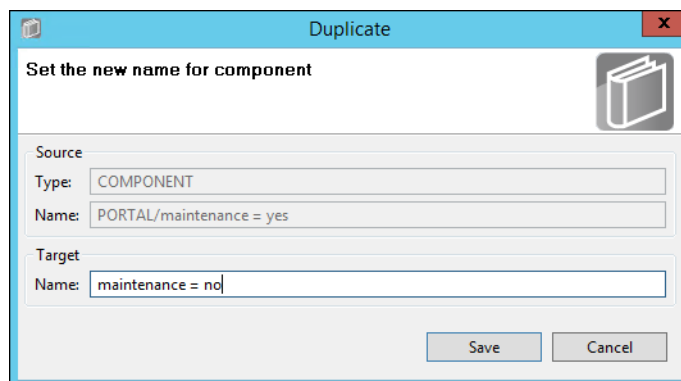 Duplicate
x
Set the new name for component
Source
Type: COMPONENT
Name: PORTAL/maintenance = yes
Target
Name: maintenance = no
Save Cancel